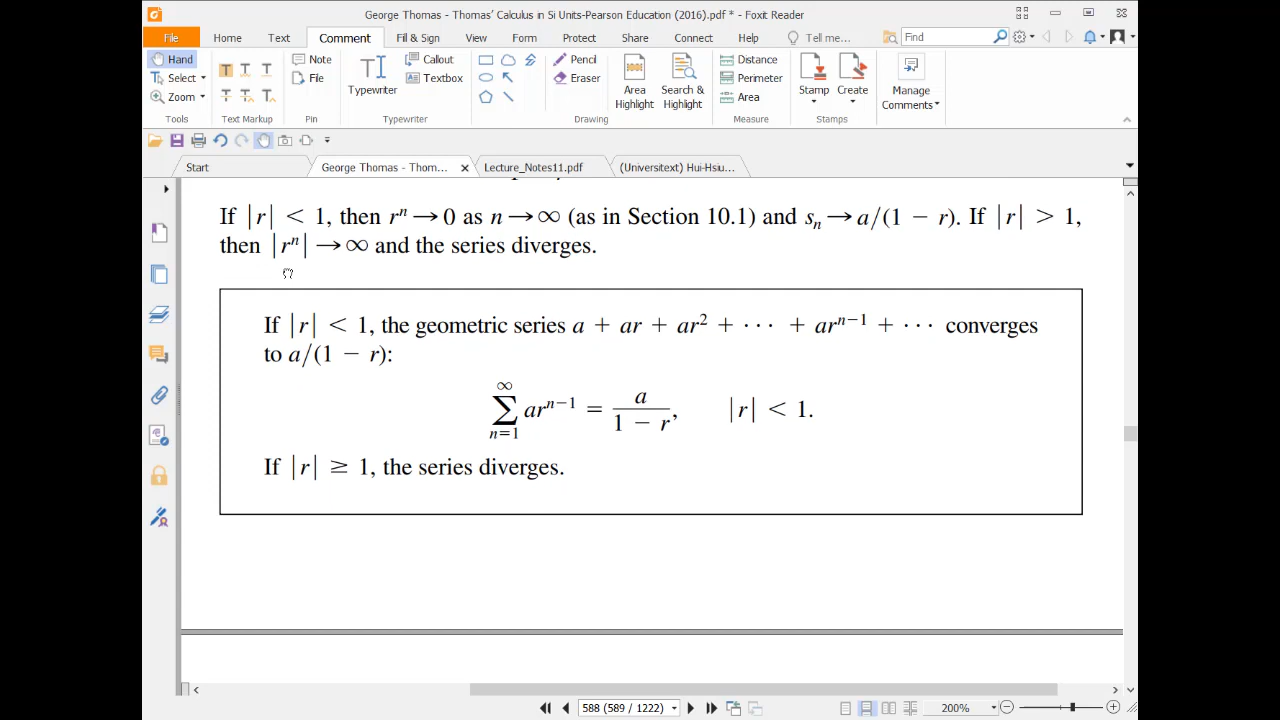 George Thomas - Thomas' Calculus in Si Units-Pearson Education (2016).pdf * - Foxit Reader
File Home Text Comment Fill & Sign View Form Protect Share Connect Help Tell me... Find
Hand Note Callout Pencil Distance
Select File Textbox Eraser Perimeter
Zoom Typewriter Area Highlight Search & Highlight Area Stamp Create Manage Comments
Tools Text Markup Pin Typewriter Drawing Measure Stamps
Start George Thomas - Thom... Lecture_Notes11.pdf (Universitext) Hui-Hsiu...
If |r| < 1, then rⁿ → 0 as n → ∞ (as in Section 10.1) and sₙ → a/(1 − r). If |r| > 1,
then |rⁿ| → ∞ and the series diverges.
If |r| < 1, the geometric series a + ar + ar² + ··· + arⁿ⁻¹ + ··· converges
to a/(1 − r):
∞
∑ arⁿ⁻¹ = a / (1 − r), |r| < 1.
n=1
If |r| ≥ 1, the series diverges.
588 (589 / 1222) 200%